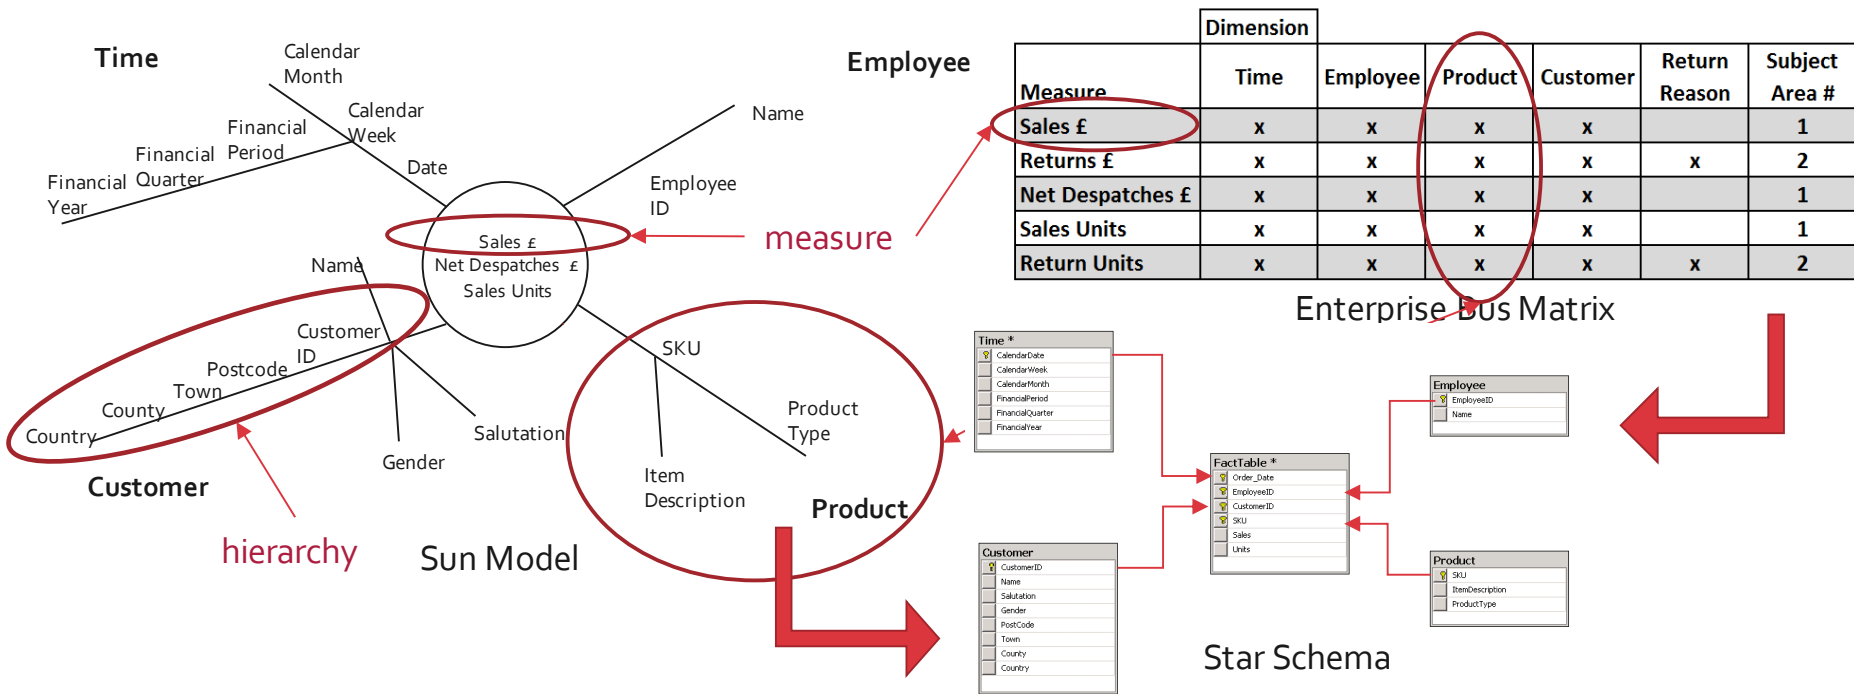 Time
Calendar
Month
Calendar
Week
Financial
Period
Financial
Quarter
Financial
Year
Date
Employee
Name
Employee
ID
Sales £
Net Despatches £
Sales Units
measure
Name
Customer
ID
Postcode
Town
County
Country
Customer
Gender
Salutation
hierarchy
Sun Model
SKU
Product
Type
Item
Description
Product
Dimension
Measure Time Employee Product Customer Return Reason Subject Area #
Sales £ x x x x 1
Returns £ x x x x x 2
Net Despatches £ x x x x 1
Sales Units x x x x 1
Return Units x x x x x 2
Enterprise Bus Matrix
Time *
CalendarDate
CalendarWeek
CalendarMonth
FinancialPeriod
FinancialQuarter
FinancialYear
Employee
EmployeeID
Name
FactTable *
Order_Date
EmployeeID
CustomerID
SKU
Sales
Units
Customer
CustomerID
Name
Salutation
Gender
PostCode
Town
County
Country
Product
SKU
ItemDescription
ProductType
Star Schema